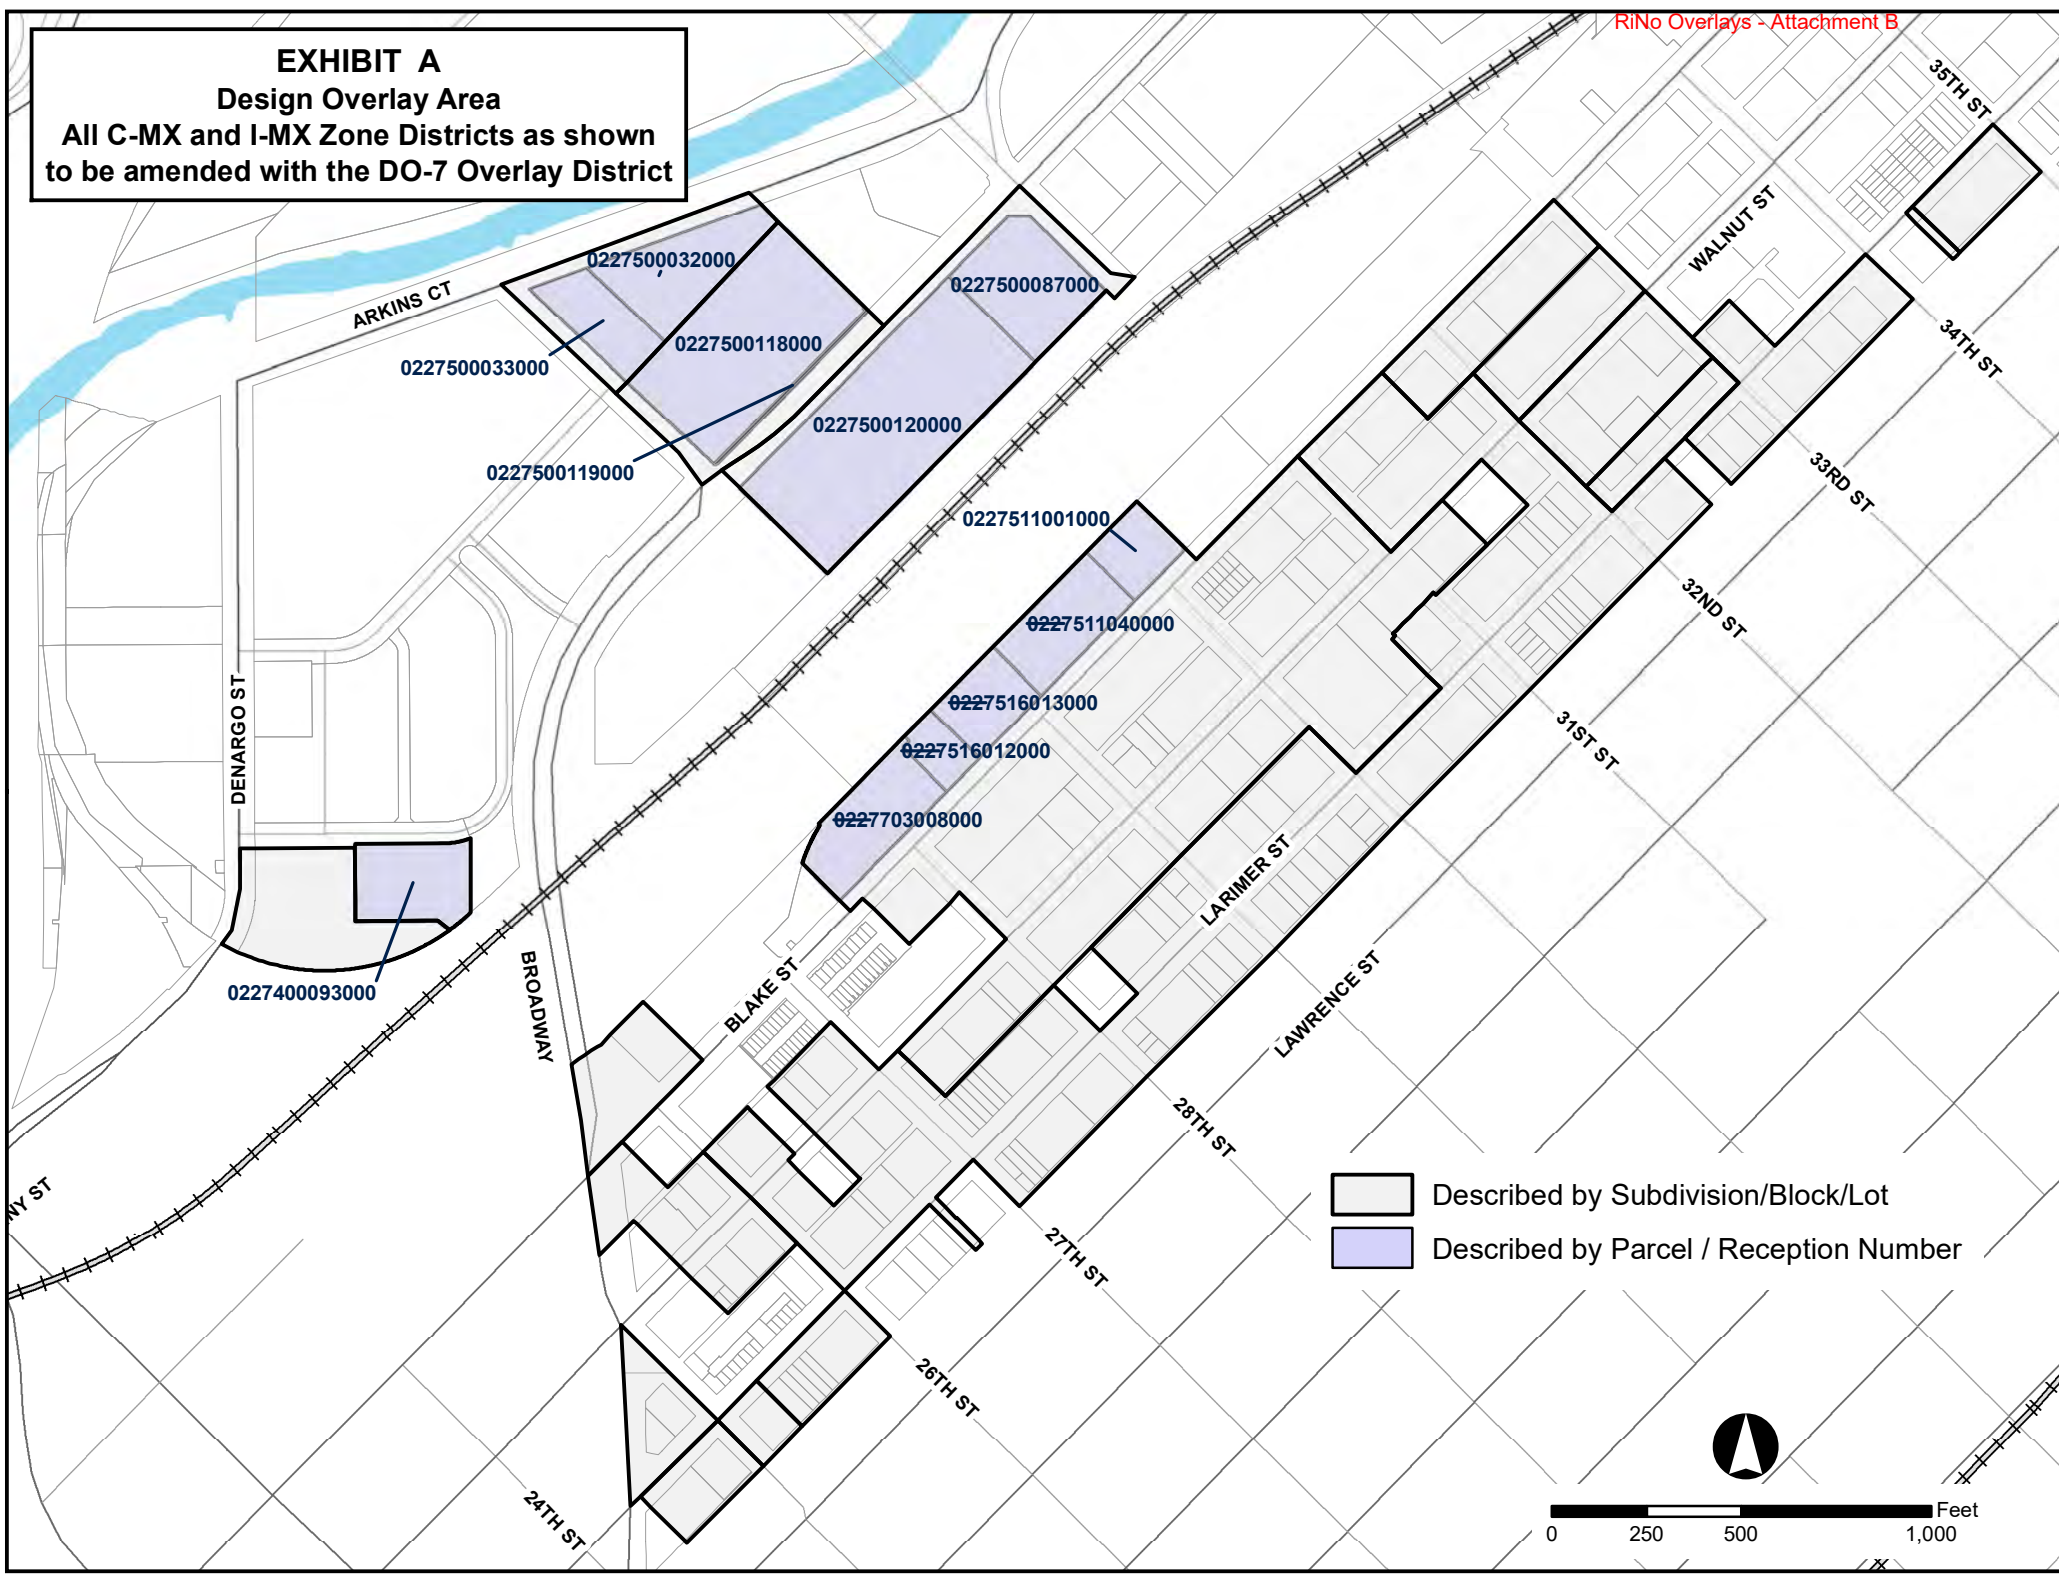 RiNo Overlays - Attachment B
EXHIBIT A
Design Overlay Area
All C-MX and I-MX Zone Districts as shown
to be amended with the DO-7 Overlay District
35TH ST
WALNUT ST
0227500032000
0227500087000
ARKINS CT
0227500118000
0227500033000
34TH ST
0227500120000
0227500119000
33RD ST
0227511001000
0227511040000
32ND ST
0227516013000
31ST ST
0227516012000
DENARGO ST
0227703008000
LARIMER ST
0227400093000
BROADWAY
BLAKE ST
LAWRENCE ST
28TH ST
NY ST
Described by Subdivision/Block/Lot
Described by Parcel / Reception Number
27TH ST
26TH ST
24TH ST
Feet
0 250 500 1,000